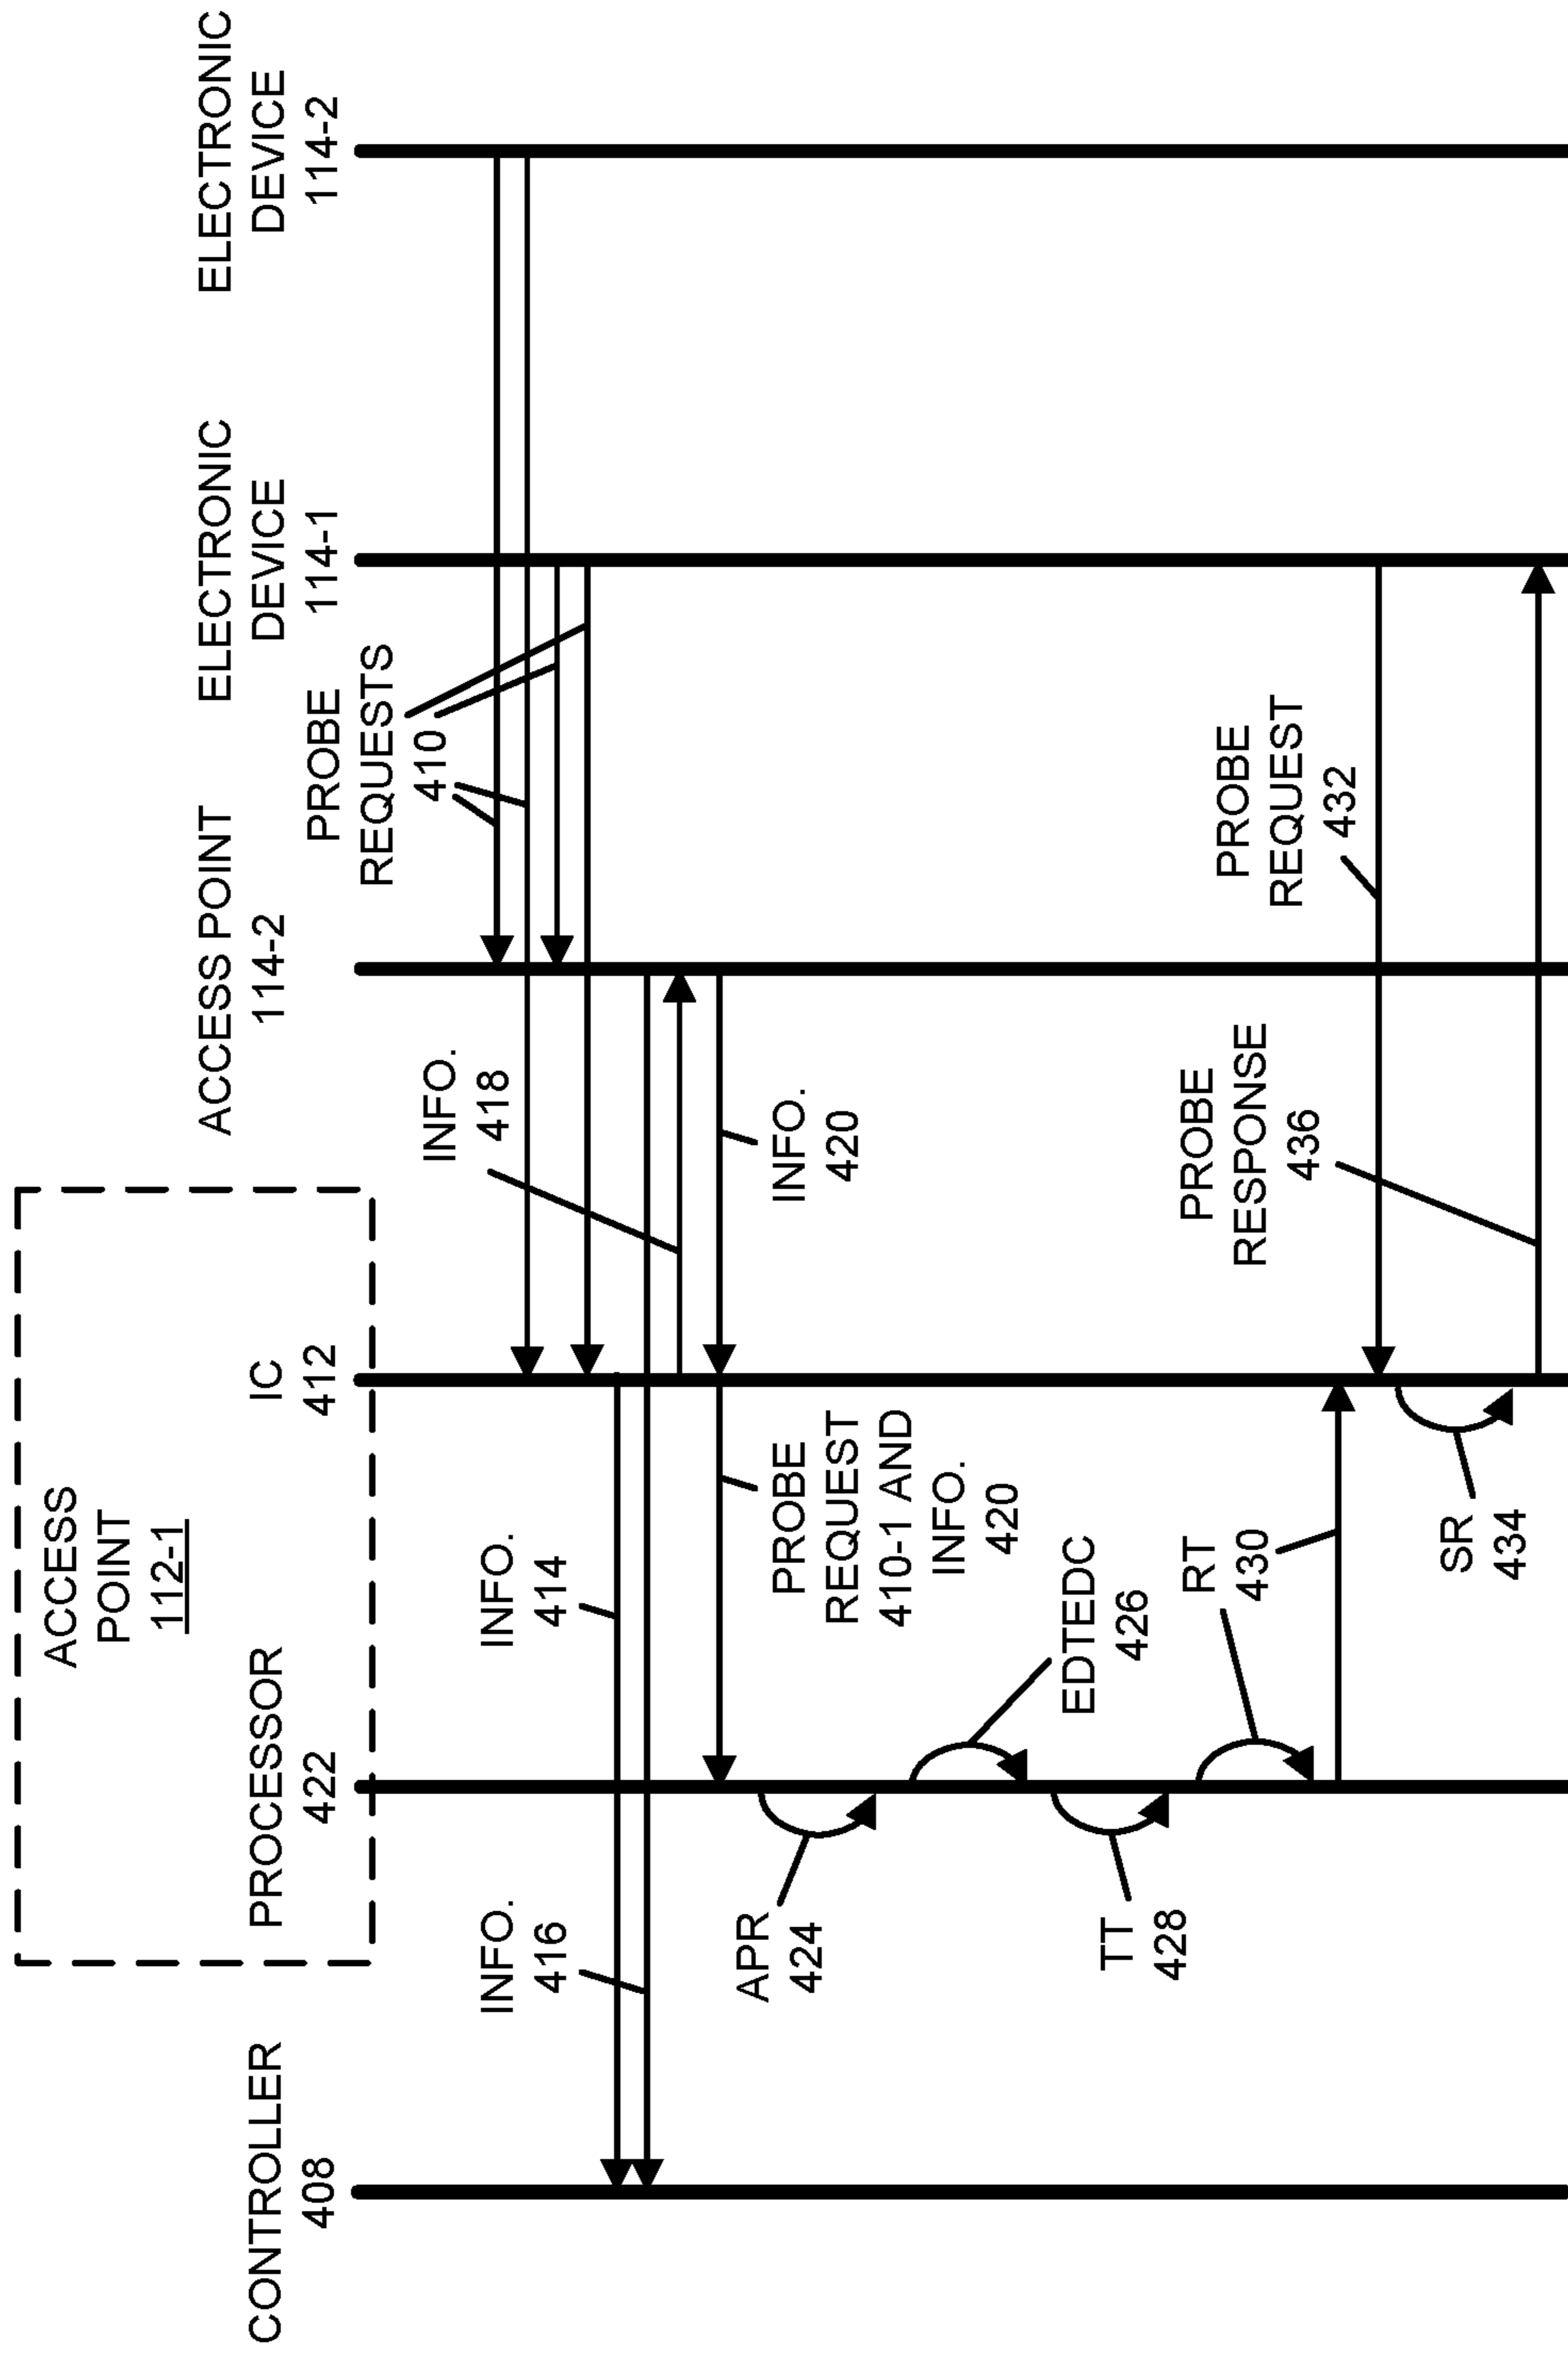 ACCESS
POINT
112-1
CONTROLLER
408
PROCESSOR
422
IC
412
ACCESS POINT
114-2
ELECTRONIC
DEVICE
114-1
ELECTRONIC
DEVICE
114-2
PROBE
REQUESTS
410
INFO.
418
INFO.
416
INFO.
414
INFO.
420
PROBE
REQUEST
410-1 AND
INFO.
420
APR
424
EDTEDC
426
TT
428
RT
430
PROBE
REQUEST
432
SR
434
PROBE
RESPONSE
436